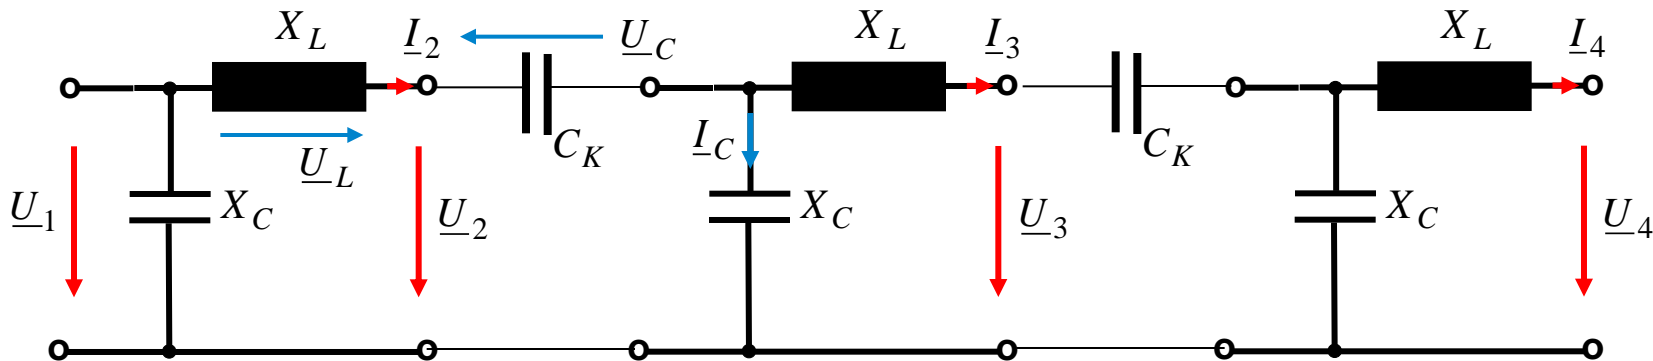 X_L I_2 U_C X_L I_3 X_L I_4
U_L C_K I_C C_K
U_1 X_C U_2 X_C U_3 X_C U_4